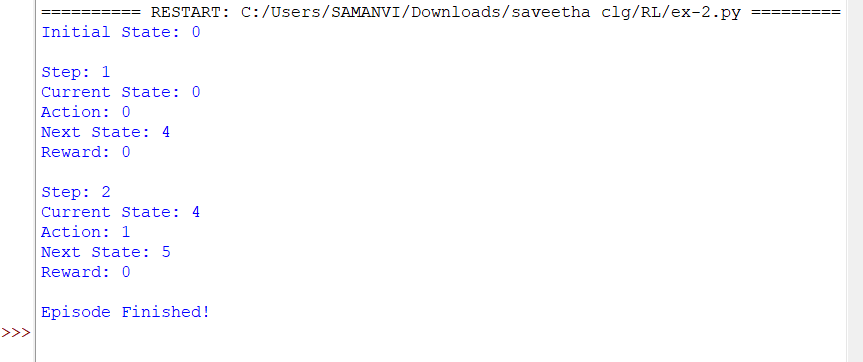 ========== RESTART: C:/Users/SAMANVI/Downloads/saveetha clg/RL/ex-2.py =========
Initial State: 0
Step: 1
Current State: 0
Action: 0
Next State: 4
Reward: 0
Step: 2
Current State: 4
Action: 1
Next State: 5
Reward: 0
Episode Finished!
>>>